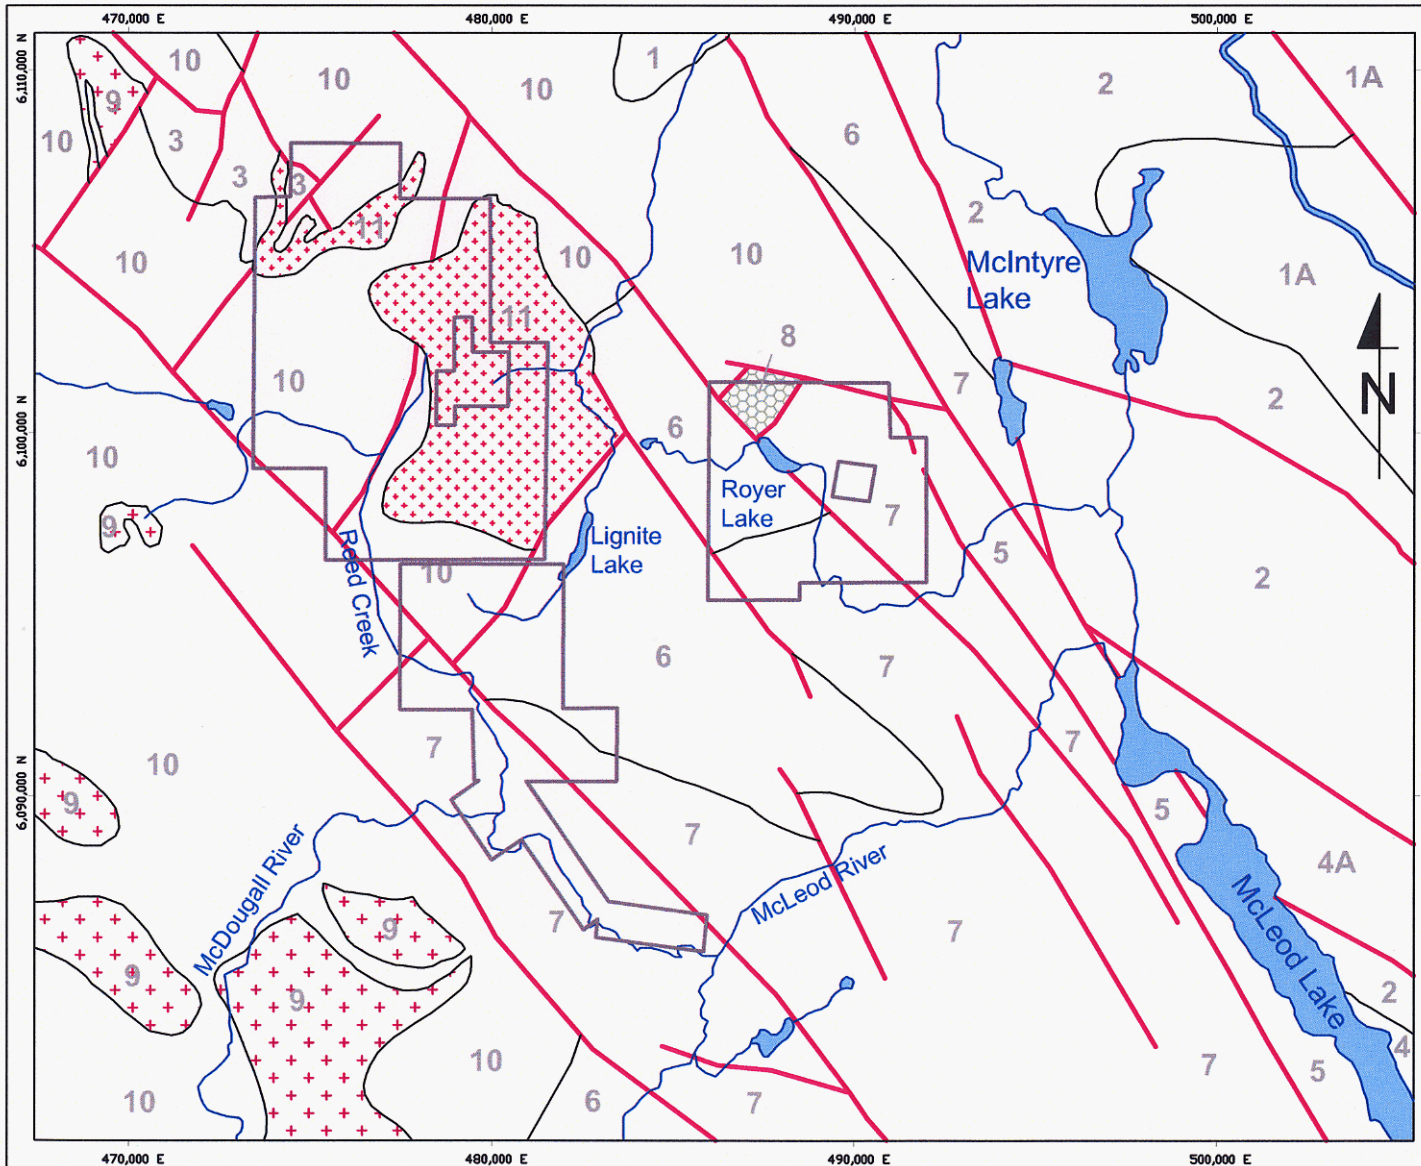 470,000 E
480,000 E
490,000 E
500,000 E
6,110,000 N
6,100,000 N
6,090,000 N
10
10
10
1
2
1A
9
10
3
6
3
3
2
11
10
10
10
McIntyre
Lake
1A
11
8
N
10
7
2
6
10
Royer
Lake
7
9
Reed Creek
Lignite
Lake
5
10
2
6
7
10
7
7
9
7
5
4A
McDougall River
McLeod River
McLeod Lake
9
7
7
9
9
2
10
7
4
5
10
6
7
470,000 E
480,000 E
490,000 E
500,000 E